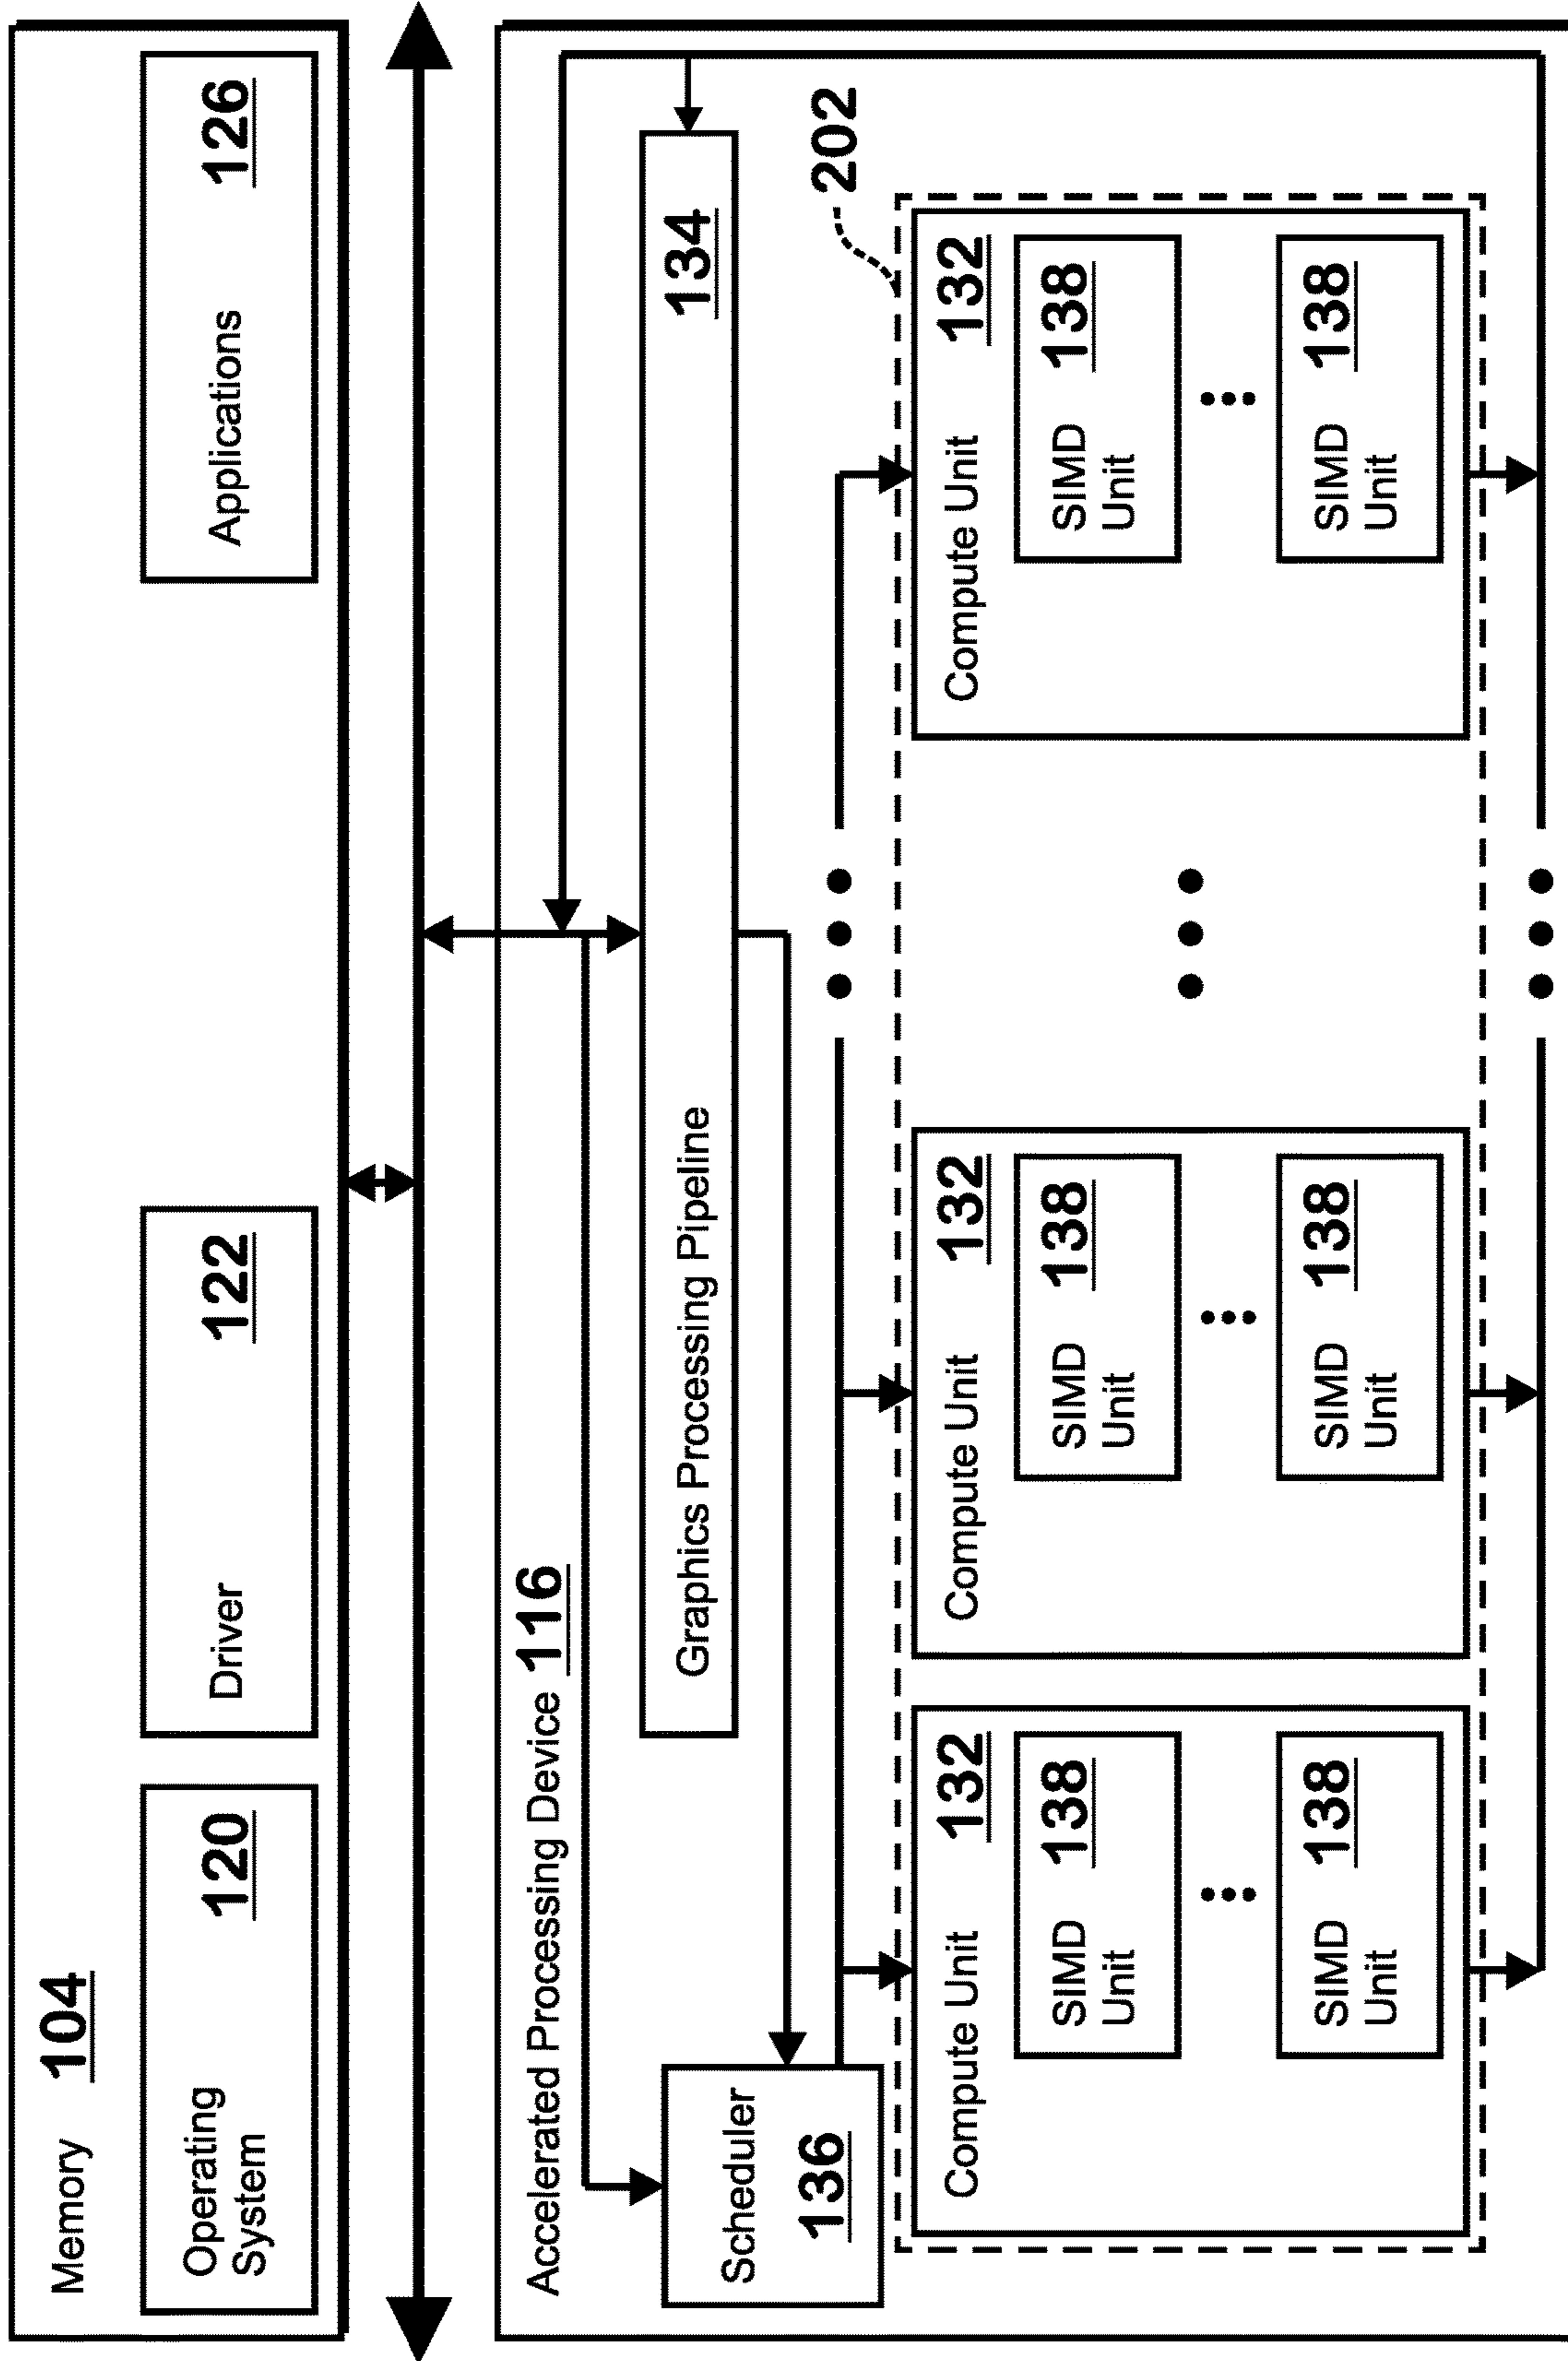 Memory 104
Operating
System
120
Driver
122
Applications
126
Accelerated Processing Device 116
Scheduler
136
Graphics Processing Pipeline
134
202
Compute Unit 132
SIMD
Unit
138
SIMD
Unit
138
Compute Unit 132
SIMD
Unit
138
SIMD
Unit
138
Compute Unit 132
SIMD
Unit
138
SIMD
Unit
138